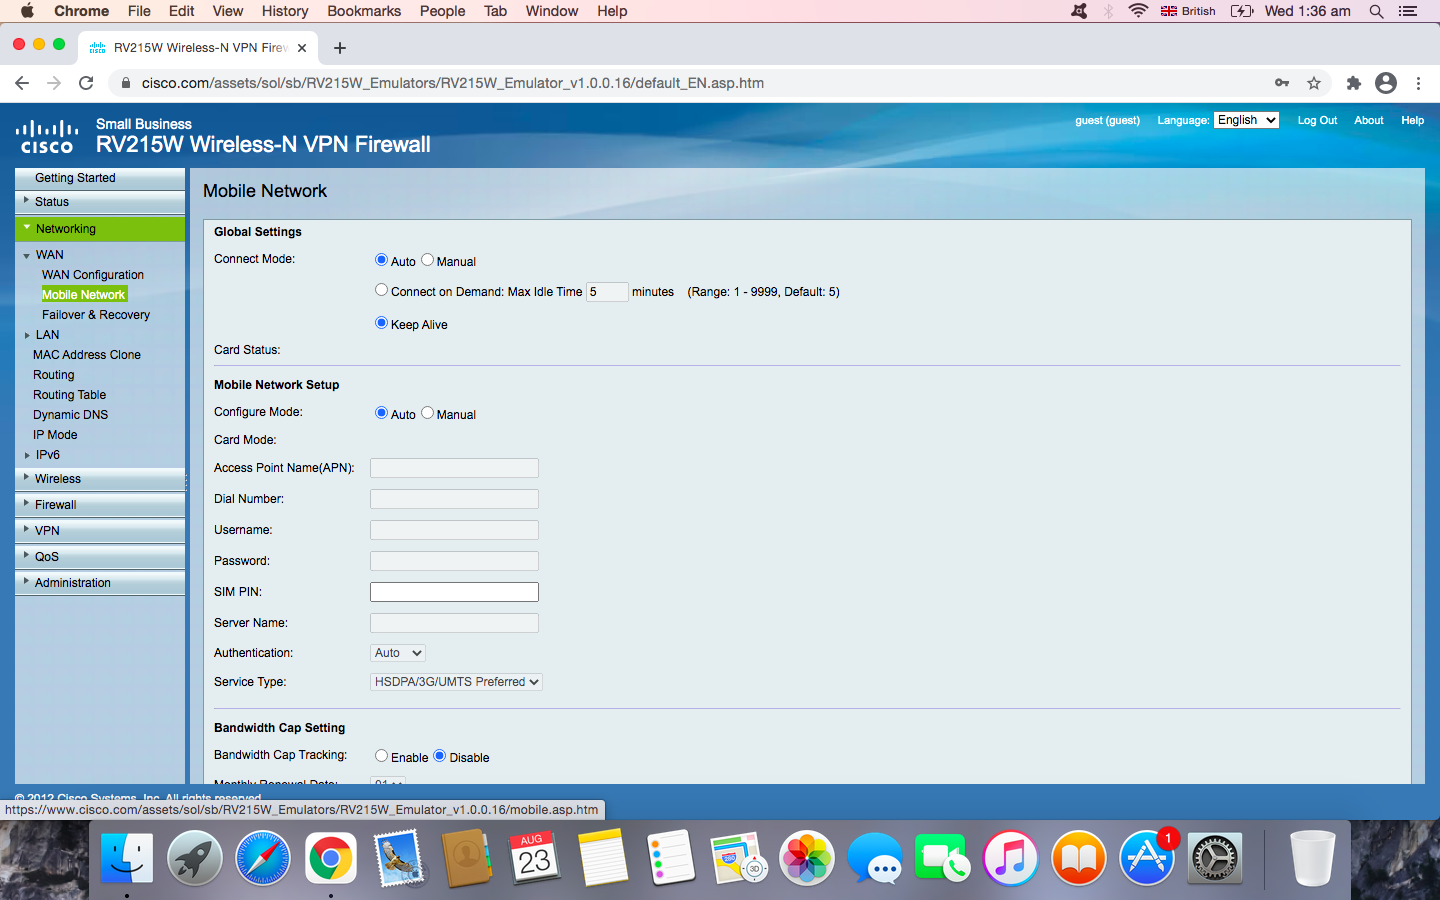 Chrome File Edit View History Bookmarks People Tab Window Help British Wed 1:36 am
RV215W Wireless-N VPN Firew
cisco.com/assets/sol/sb/RV215W_Emulators/RV215W_Emulator_v1.0.0.16/default_EN.asp.htm
Small Business
cisco RV215W Wireless-N VPN Firewall
guest (guest) Language: English Log Out About Help
Getting Started
Status
Networking
WAN
WAN Configuration
Mobile Network
Failover & Recovery
LAN
MAC Address Clone
Routing
Routing Table
Dynamic DNS
IP Mode
IPv6
Wireless
Firewall
VPN
QoS
Administration
Mobile Network
Global Settings
Connect Mode: Auto Manual
Connect on Demand: Max Idle Time 5 minutes (Range: 1 - 9999, Default: 5)
Keep Alive
Card Status:
Mobile Network Setup
Configure Mode: Auto Manual
Card Mode:
Access Point Name(APN):
Dial Number:
Username:
Password:
SIM PIN:
Server Name:
Authentication: Auto
Service Type: HSDPA/3G/UMTS Preferred
Bandwidth Cap Setting
Bandwidth Cap Tracking: Enable Disable
Monthly Renewal Date: 01
© 2012 Cisco Systems, Inc. All rights reserved.
https://www.cisco.com/assets/sol/sb/RV215W_Emulators/RV215W_Emulator_v1.0.0.16/mobile.asp.htm
AUG
23
280
3D
1